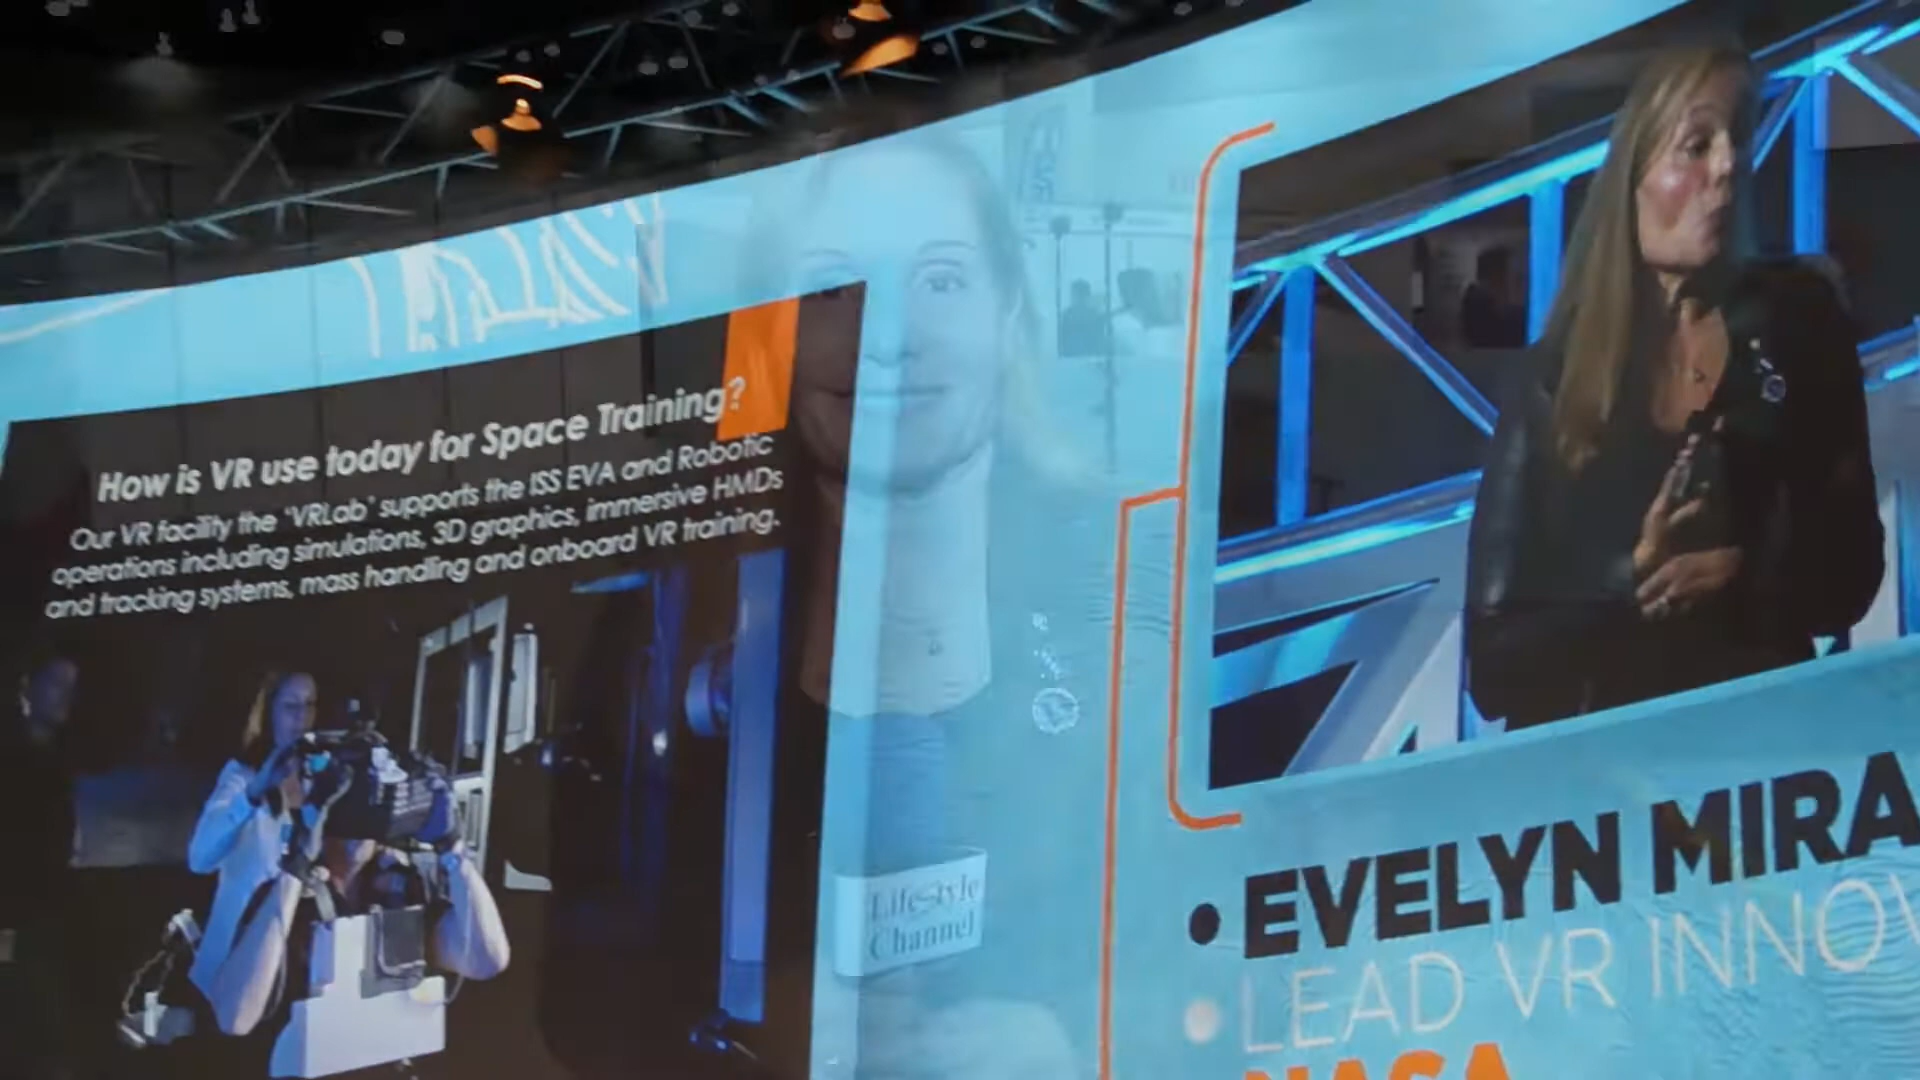 How is VR use today for Space Training?
Our VR facility the 'VRLab' supports the ISS EVA and Robotic
operations including simulations, 3D graphics, immersive HMDs
and tracking systems, mass handling and onboard VR training.
Lifestyle
Channel
• EVELYN MIRA
• LEAD VR INNOV
NASA